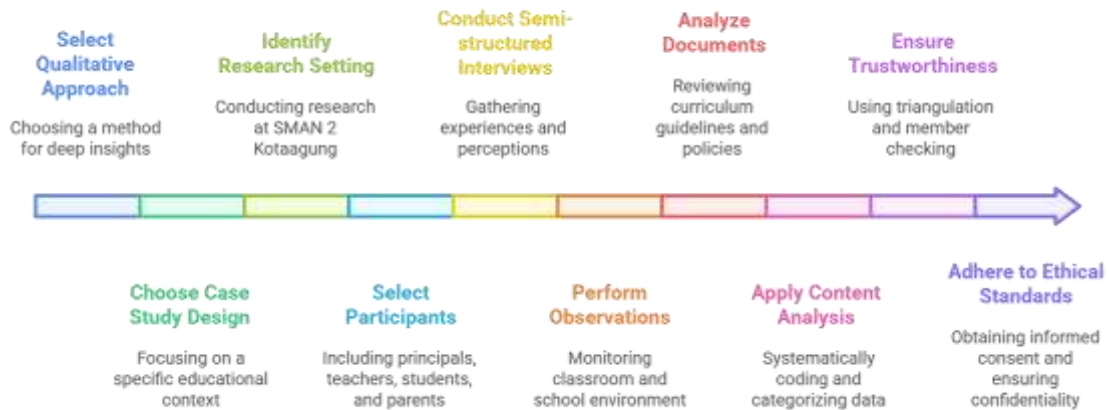 Select
Qualitative
Approach
Choosing a method
for deep insights
Identify
Research Setting
Conducting research
at SMAN 2
Kotaagung
Conduct Semi-
structured
Interviews
Gathering
experiences and
perceptions
Analyze
Documents
Reviewing
curriculum
guidelines and
policies
Ensure
Trustworthiness
Using triangulation
and member
checking
Choose Case
Study Design
Focusing on a
specific educational
context
Select
Participants
Including principals,
teachers, students,
and parents
Perform
Observations
Monitoring
classroom and
school environment
Apply Content
Analysis
Systematically
coding and
categorizing data
Adhere to Ethical
Standards
Obtaining informed
consent and
ensuring
confidentiality